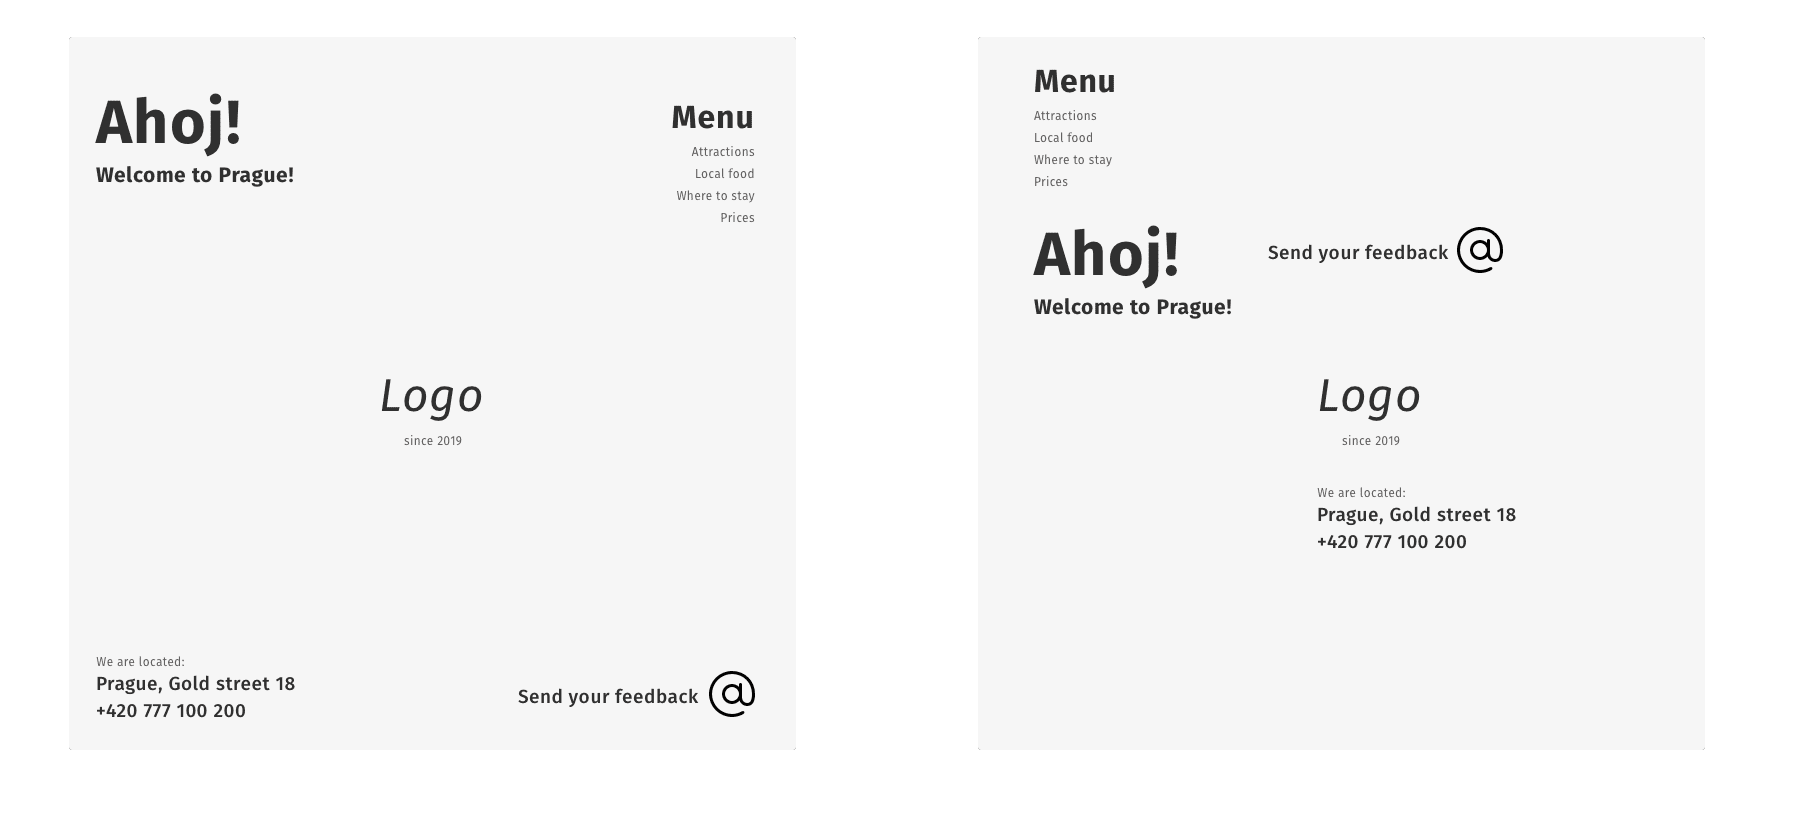 Ahoj!
Welcome to Prague!
Menu
Attractions
Local food
Where to stay
Prices
Logo
since 2019
We are located:
Prague, Gold street 18
+420 777 100 200
Send your feedback @
Menu
Attractions
Local food
Where to stay
Prices
Ahoj!
Welcome to Prague!
Send your feedback @
Logo
since 2019
We are located:
Prague, Gold street 18
+420 777 100 200